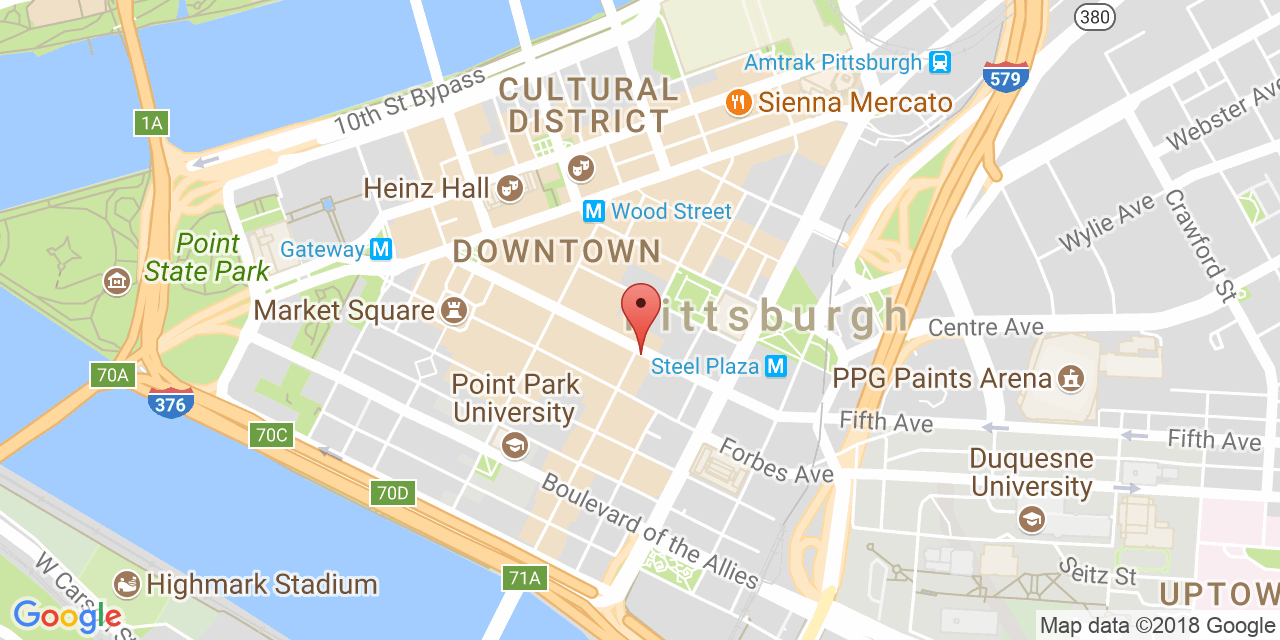 380
Amtrak Pittsburgh
579
CULTURAL
DISTRICT
Sienna Mercato
10th St Bypass
1A
Webster Ave
Heinz Hall
Crawford St
Wylie Ave
M Wood Street
Point
State Park
Gateway M
DOWNTOWN
Market Square
Pittsburgh
Centre Ave
Steel Plaza M
PPG Paints Arena
70A
376
Point Park
University
Fifth Ave
Fifth Ave
70C
Forbes Ave
Duquesne
University
70D
Boulevard of the Allies
71A
Seitz St
W Carson St
Highmark Stadium
UPTOW
Google
Map data ©2018 Google